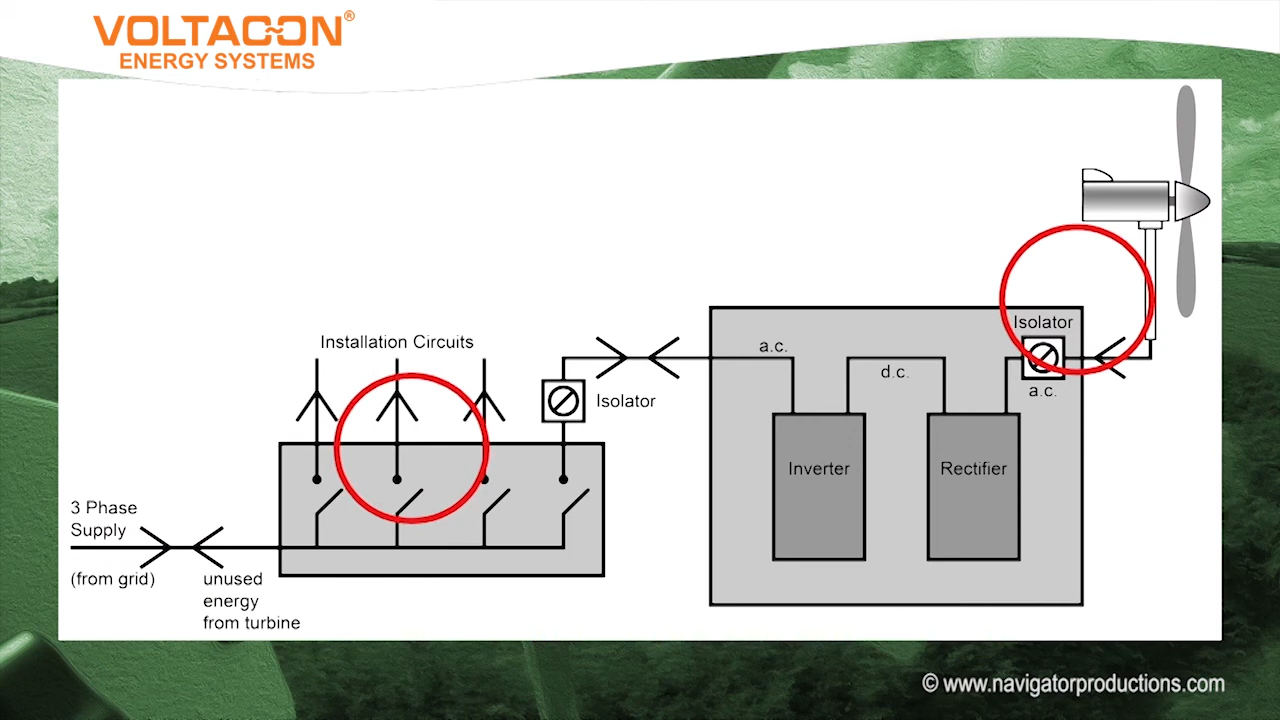 VOLTACON®
ENERGY SYSTEMS
Installation Circuits
Isolator
3 Phase
Supply
(from grid)
unused
energy
from turbine
a.c.
d.c.
Isolator
a.c.
Inverter
Rectifier
© www.navigatorproductions.com